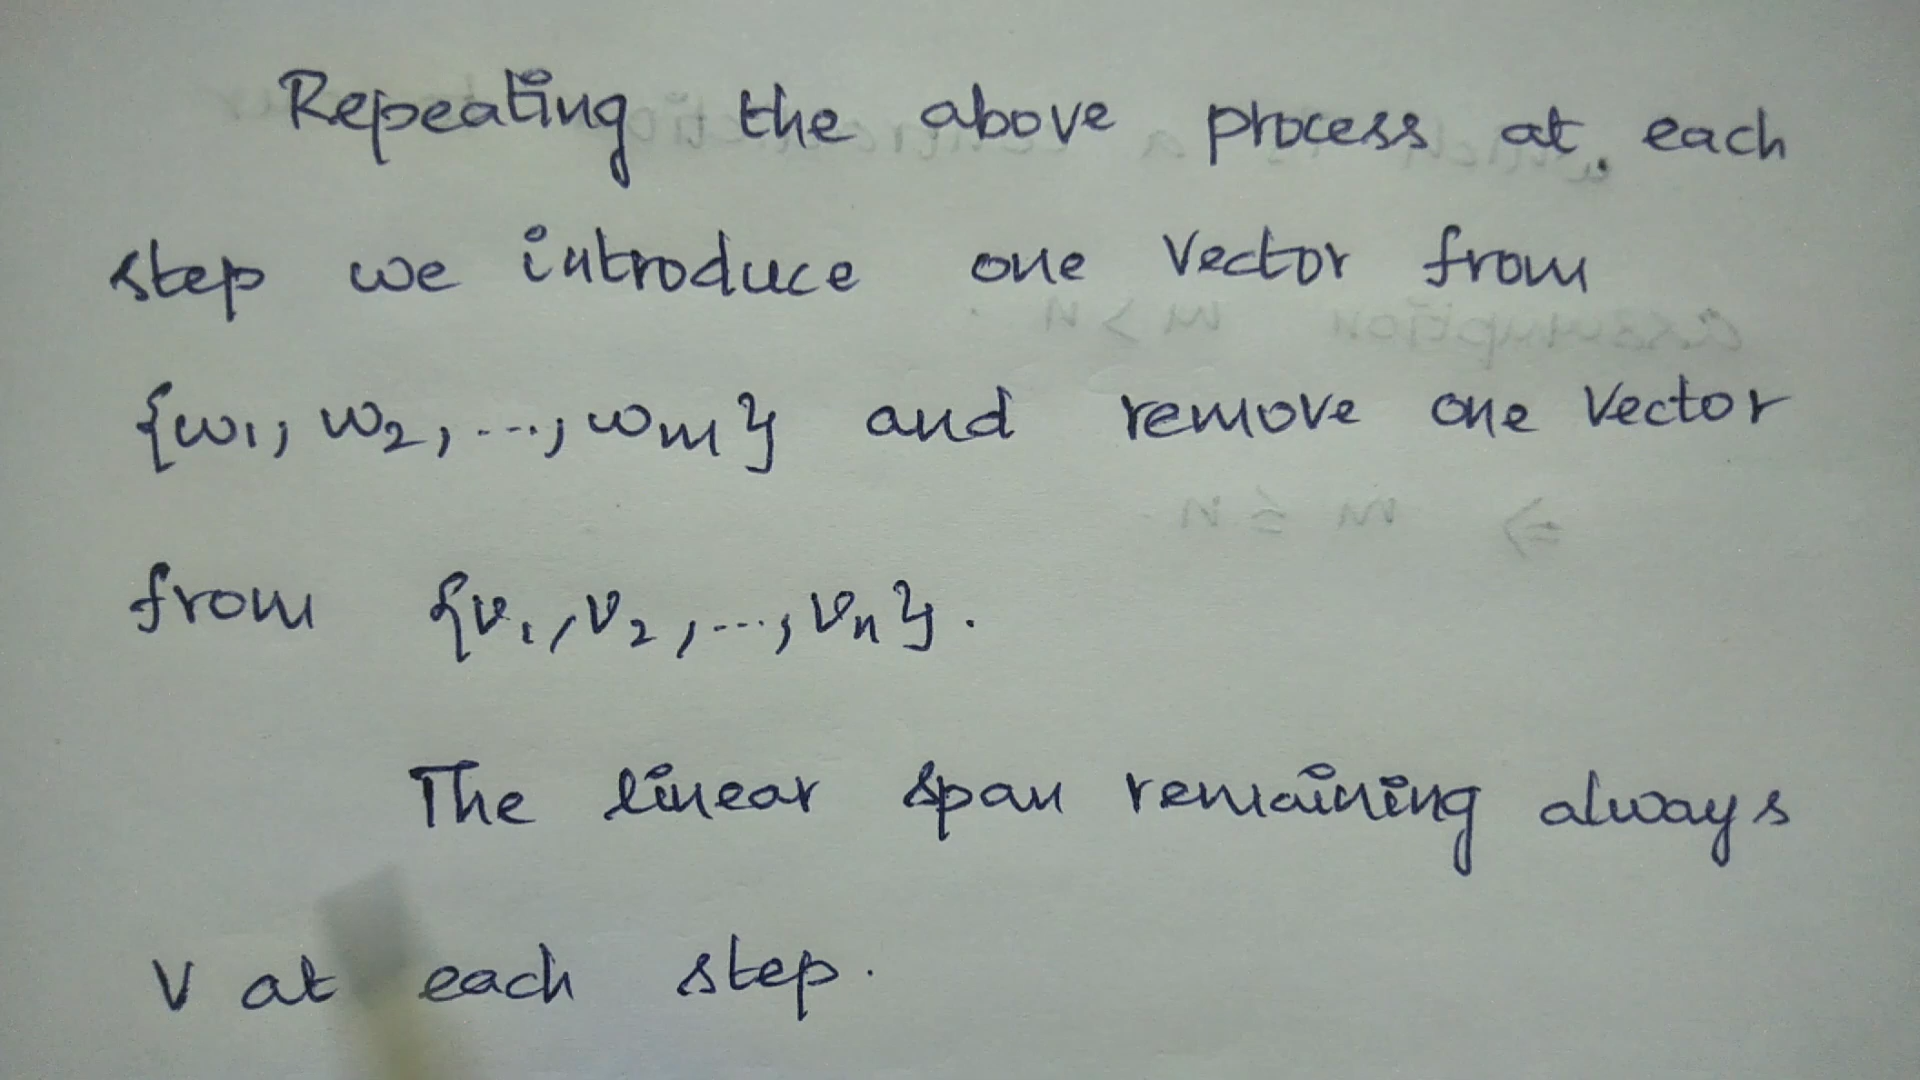 Repeating the above process at each
step we introduce one vector from
{w₁, w₂, ..., wₘ} and remove one vector
from {v₁, v₂, ..., vₙ}.
The linear span remaining always
V at each step.